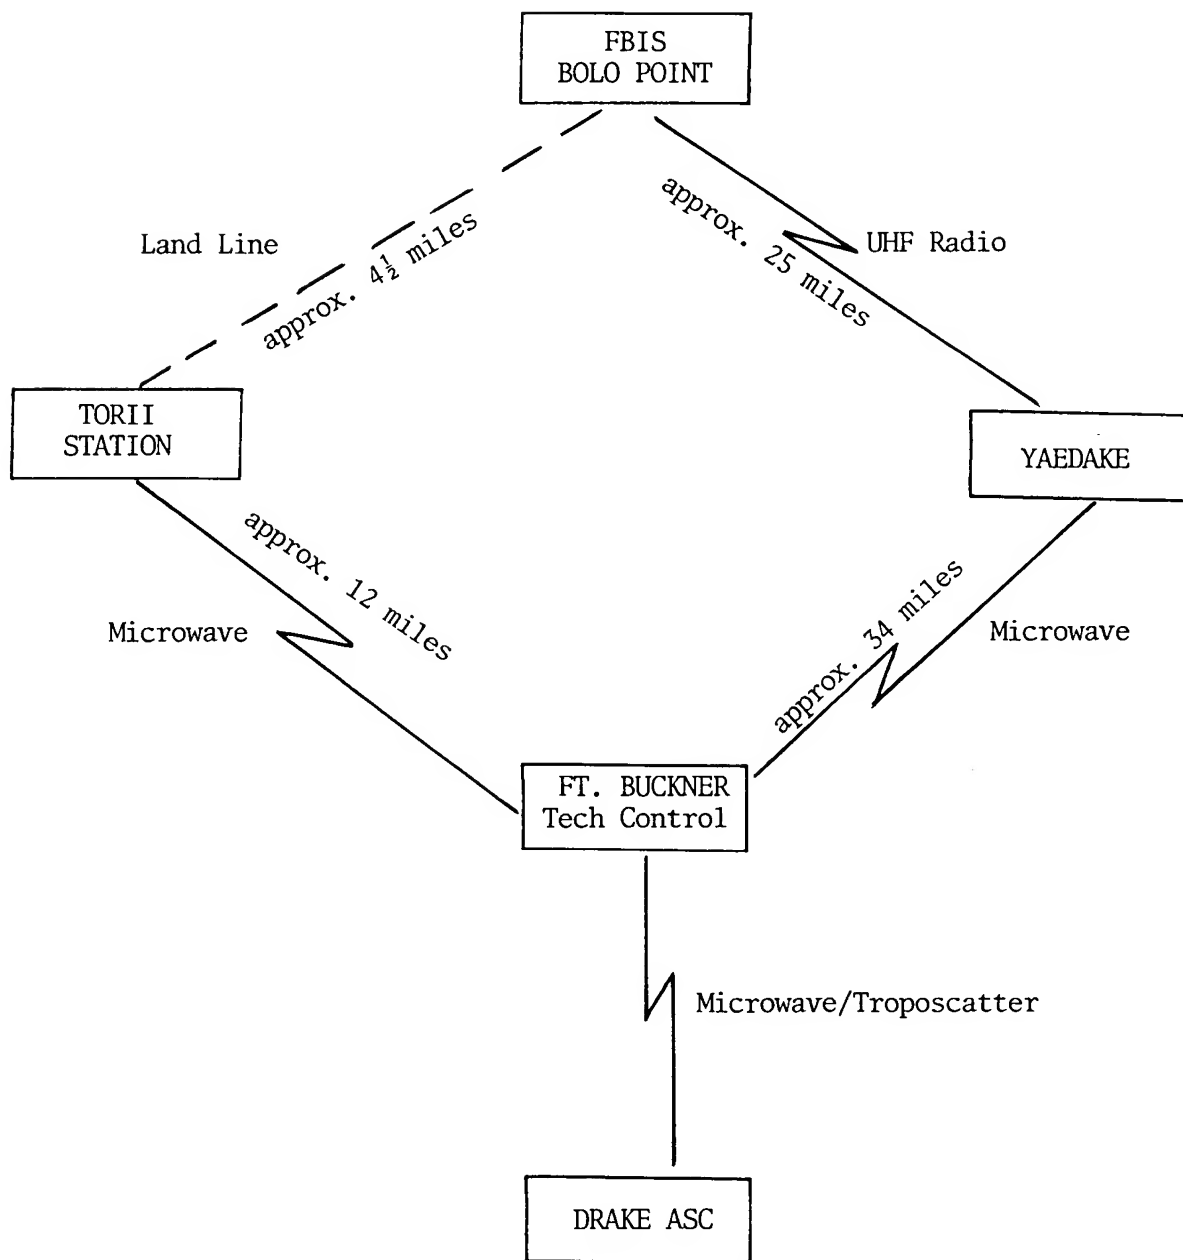 FBIS
BOLO POINT
Land Line
approx. 4½ miles
approx. 25 miles
UHF Radio
TORII
STATION
YAEDAKE
approx. 12 miles
Microwave
approx. 34 miles
Microwave
FT. BUCKNER
Tech Control
Microwave/Troposcatter
DRAKE ASC